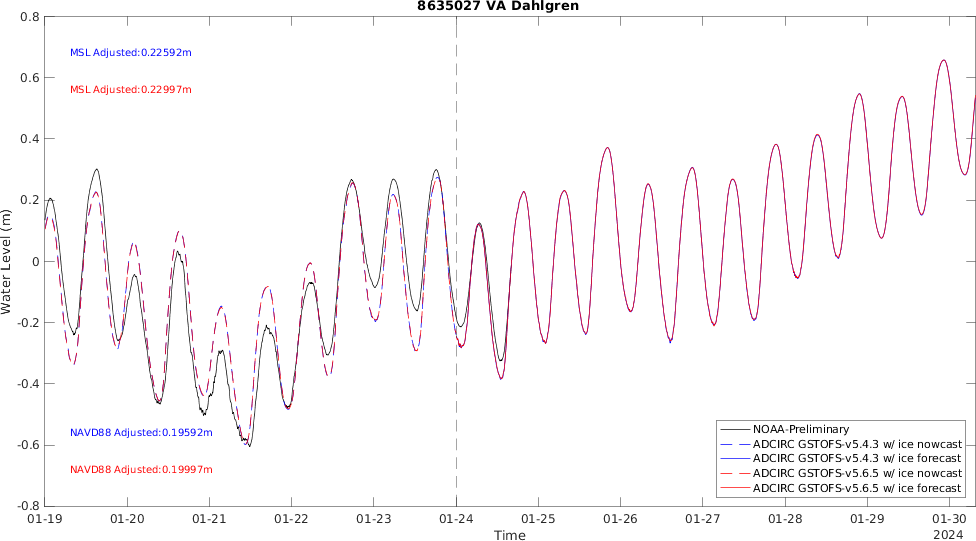 8635027 VA Dahlgren
Water Level (m)
0.8
0.6
0.4
0.2
0
-0.2
-0.4
-0.6
-0.8
MSL Adjusted:0.22592m
MSL Adjusted:0.22997m
NAVD88 Adjusted:0.19592m
NAVD88 Adjusted:0.19997m
NOAA-Preliminary
ADCIRC GSTOFS-v5.4.3 w/ ice nowcast
ADCIRC GSTOFS-v5.4.3 w/ ice forecast
ADCIRC GSTOFS-v5.6.5 w/ ice nowcast
ADCIRC GSTOFS-v5.6.5 w/ ice forecast
01-19 01-20 01-21 01-22 01-23 01-24 01-25 01-26 01-27 01-28 01-29 01-30
2024
Time